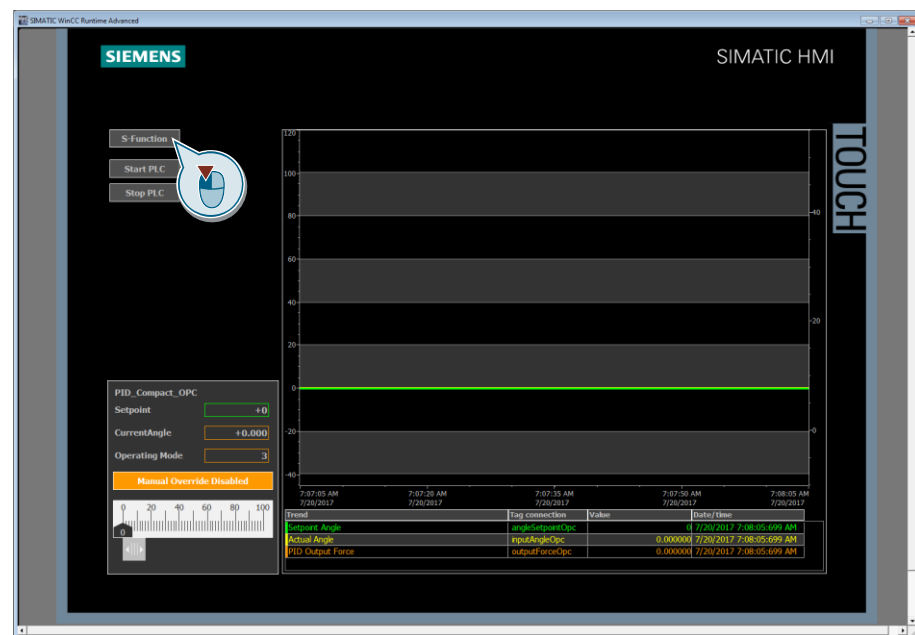 SIMATIC WinCC Runtime Advanced
SIEMENS
SIMATIC HMI
TOUCH
S-Function
Start PLC
Stop PLC
120
100
80
60
40
20
0
-20
-40
40
20
0
7:07:05 AM 7:07:20 AM 7:07:35 AM 7:07:50 AM 7:08:05 AM
7/20/2017 7/20/2017 7/20/2017 7/20/2017 7/20/2017
PID_Compact_OPC
Setpoint +0
CurrentAngle +0.000
Operating Mode 3
Manual Override Disabled
0 20 40 60 80 100
0
Trend Tag connection Value Date/time
Setpoint Angle angleSetpointOpc 0 7/20/2017 7:08:05:699 AM
Actual Angle inputAngleOpc 0.000000 7/20/2017 7:08:05:699 AM
PID Output Force outputForceOpc 0.000000 7/20/2017 7:08:05:699 AM